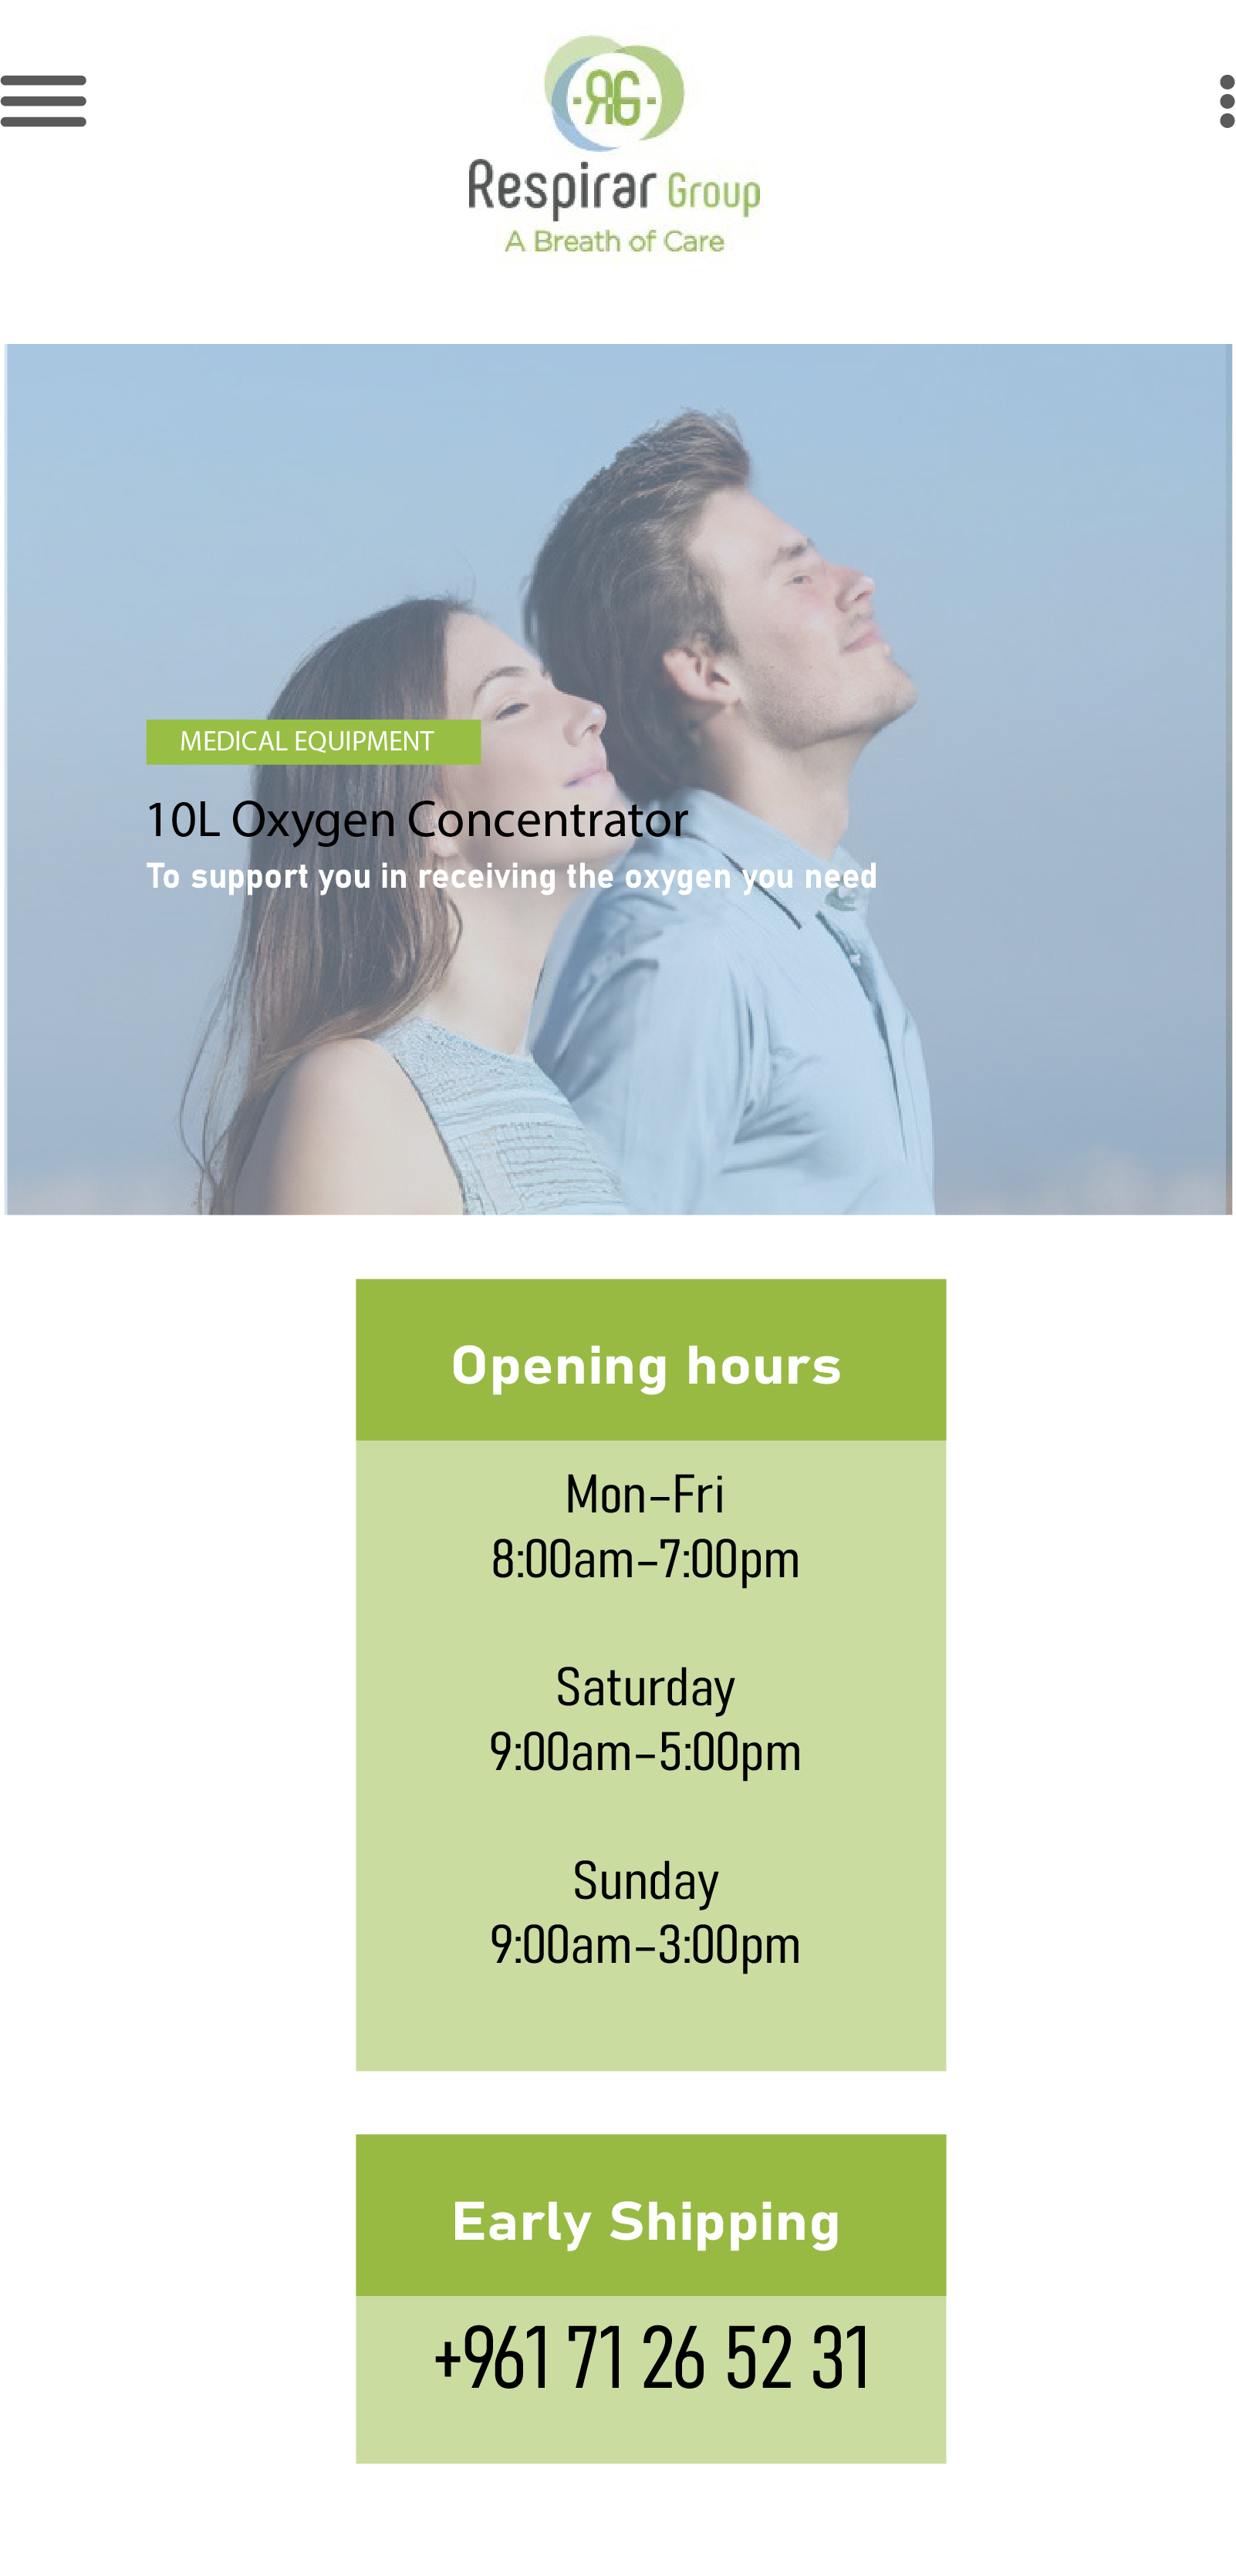 RG
Respirar Group
A Breath of Care
MEDICAL EQUIPMENT
10L Oxygen Concentrator
To support you in receiving the oxygen you need
Opening hours
Mon–Fri
8:00am–7:00pm
Saturday
9:00am–5:00pm
Sunday
9:00am–3:00pm
Early Shipping
+961 71 26 52 31